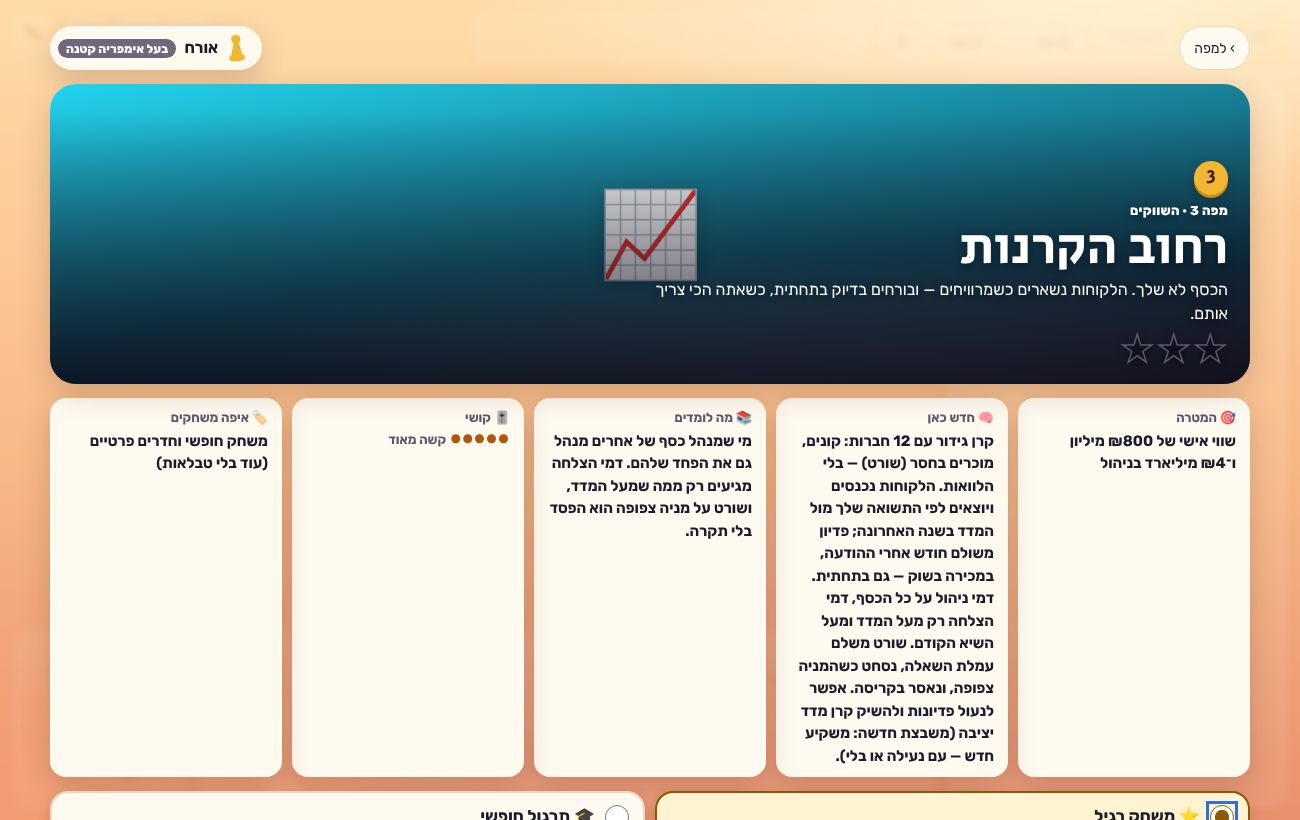 ‹ למפה
אורח
בעל אימפריה קטנה
3
מפה 3 · השווקים
רחוב הקרנות
הכסף לא שלך. הלקוחות נשארים כשמרוויחים – ובורחים בדיוק בתחתית, כשאתה הכי צריך
אותם.
🎯 המטרה
שווי אישי של ₪800 מיליון
ו־₪4 מיליארד בניהול
🧠 חדש כאן
קרן גידור עם 12 חברות: קונים,
מוכרים בחסר (שורט) – בלי
הלוואות. הלקוחות נכנסים
ויוצאים לפי התשואה שלך מול
המדד בשנה האחרונה; פדיון
משולם חודש אחרי ההודעה,
במכירה בשוק – גם בתחתית.
דמי ניהול על כל הכסף, דמי
הצלחה רק מעל המדד ומעל
השיא הקודם. שורט משלם
עמלת השאלה, נסחט כשהמניה
צפופה, ונאסר בקריסה. אפשר
לנעול פדיונות ולהשיק קרן מדד
יציבה (משבצת חדשה: משקיע
חדש – עם נעילה או בלי).
📚 מה לומדים
מי שמנהל כסף של אחרים מנהל
גם את הפחד שלהם. דמי הצלחה
מגיעים רק ממה שמעל המדד,
ושורט על מניה צפופה הוא הפסד
בלי תקרה.
🎚️ קושי
קשה מאוד
🏷️ איפה משחקים
משחק חופשי וחדרים פרטיים
(עוד בלי טבלאות)
⭐ משחק רגיל
🎓 תרגול חופשי